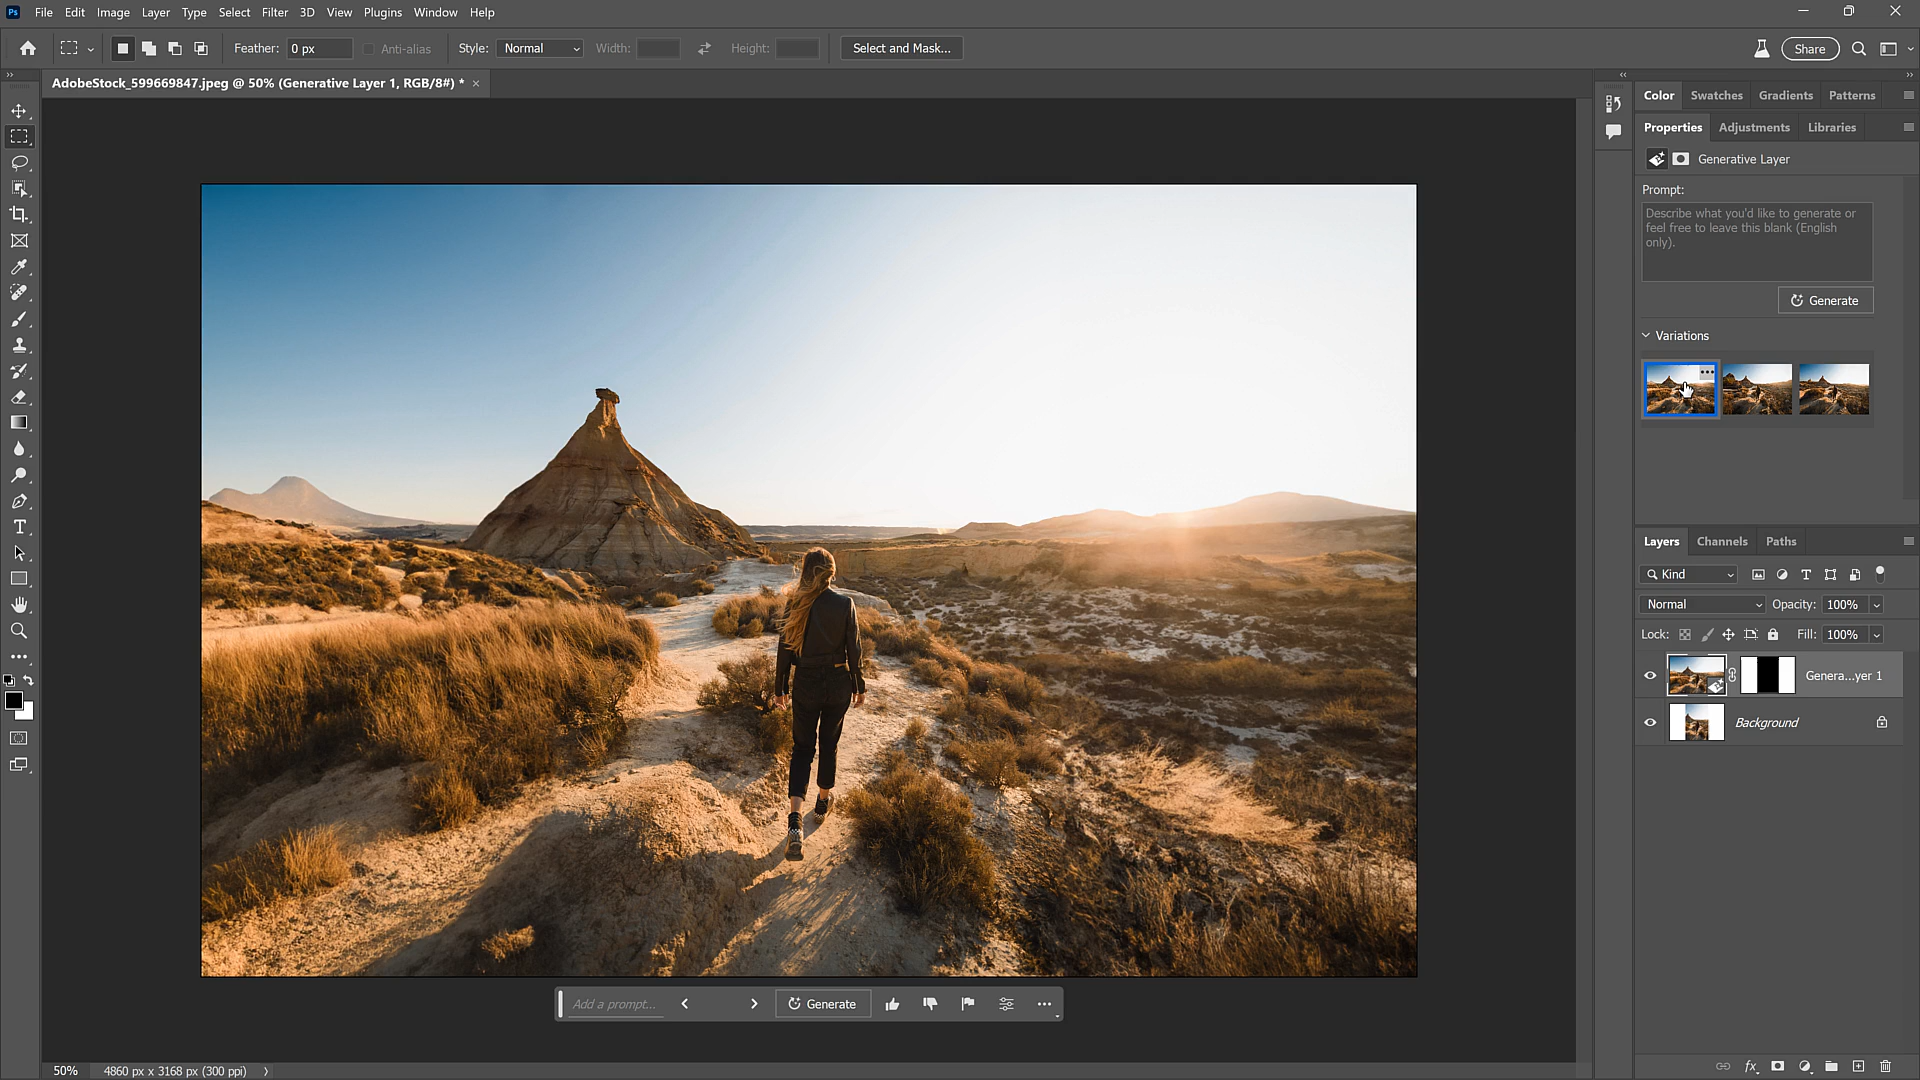 Ps File Edit Image Layer Type Select Filter 3D View Plugins Window Help
Feather: 0 px Anti-alias Style: Normal Width: Height: Select and Mask... Share
AdobeStock_599669847.jpeg @ 50% (Generative Layer 1, RGB/8#) * ×
Color Swatches Gradients Patterns
Properties Adjustments Libraries
Generative Layer
Prompt:
Describe what you'd like to generate or
feel free to leave this blank (English
only).
Generate
Variations
Layers Channels Paths
Kind
Normal Opacity: 100%
Lock: Fill: 100%
Genera...yer 1
Background
Add a prompt... Generate
50% 4860 px x 3168 px (300 ppi)